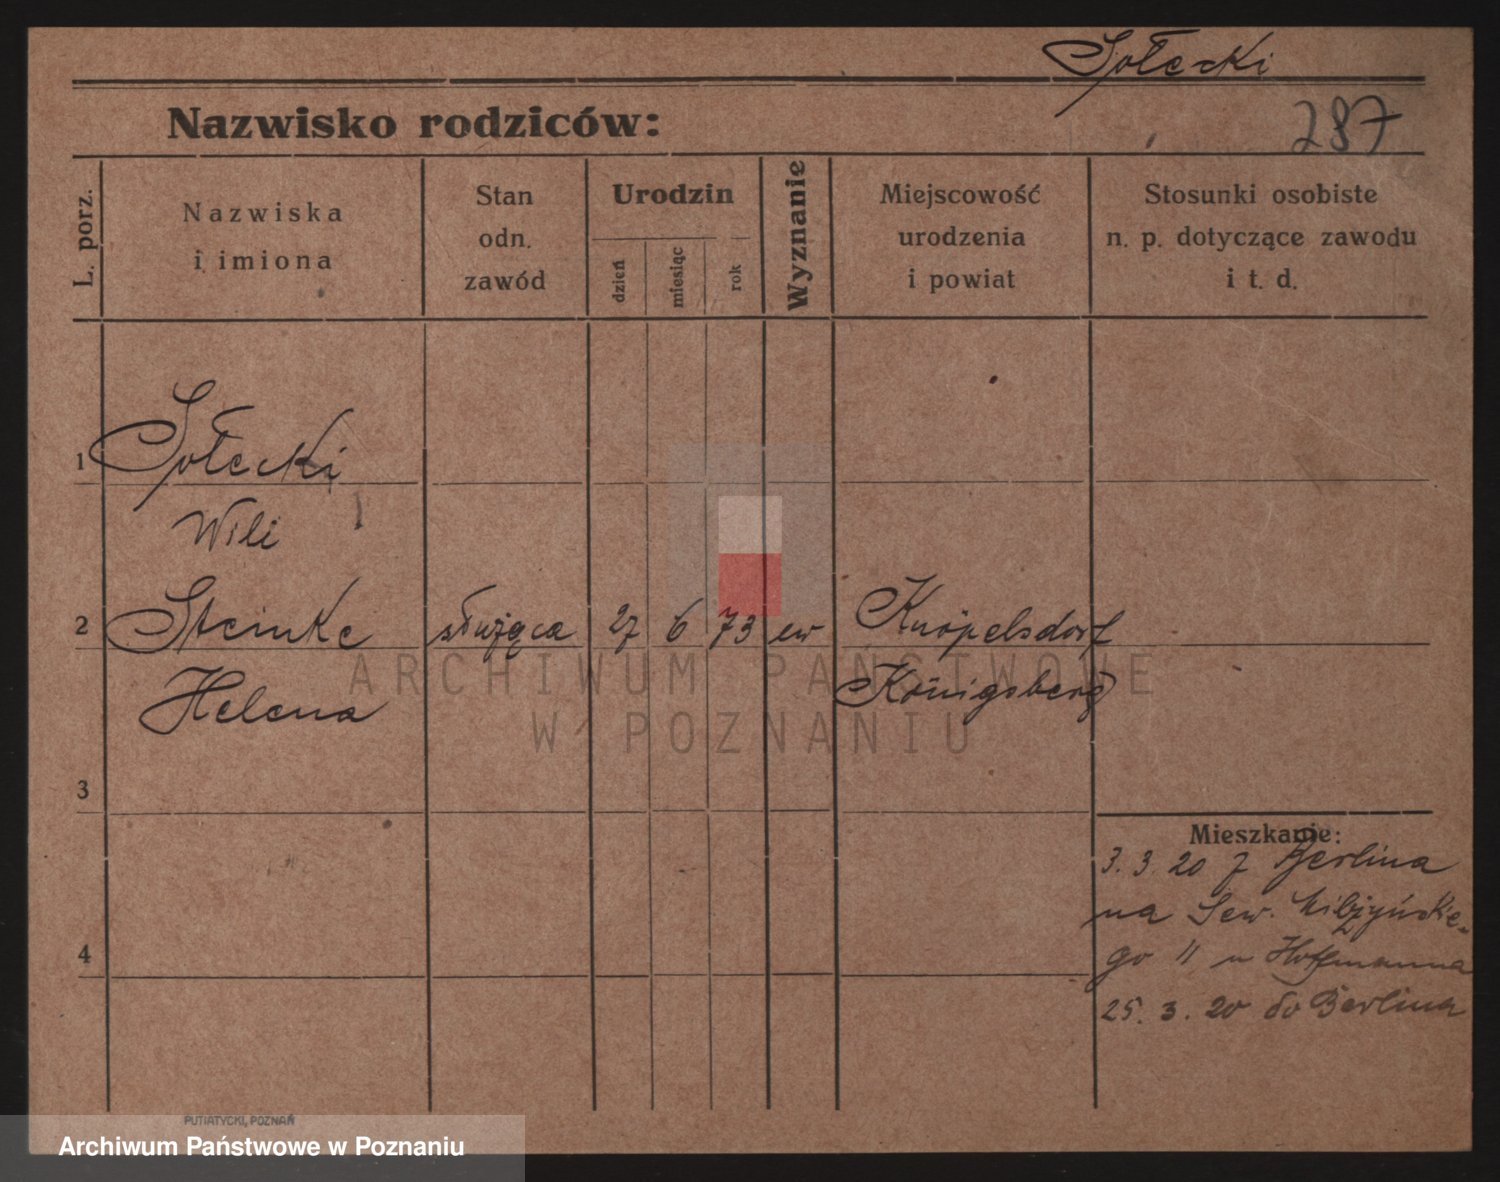 Sołecki
Nazwisko rodziców:
287
L. porz.
Nazwiska
i imiona
Stan
odn.
zawód
Urodzin
dzień
miesiąc
rok
Wyznanie
Miejscowość
urodzenia
i powiat
Stosunki osobiste
n. p. dotyczące zawodu
i t. d.
1 Sołecki
Wili
2 Steinke służąca 27 6 73 ew Knöpelsdorf
Helena Königsberg
ARCHIWUM PAŃSTWOWE
W POZNANIU
3
Mieszkanie:
3. 3. 20 z Berlina
na Sew. Milżyńskie-
go 11 u Hoffmanna
4
25. 3. 20 do Berlina
PUTIATYCKI, POZNAŃ
Archiwum Państwowe w Poznaniu